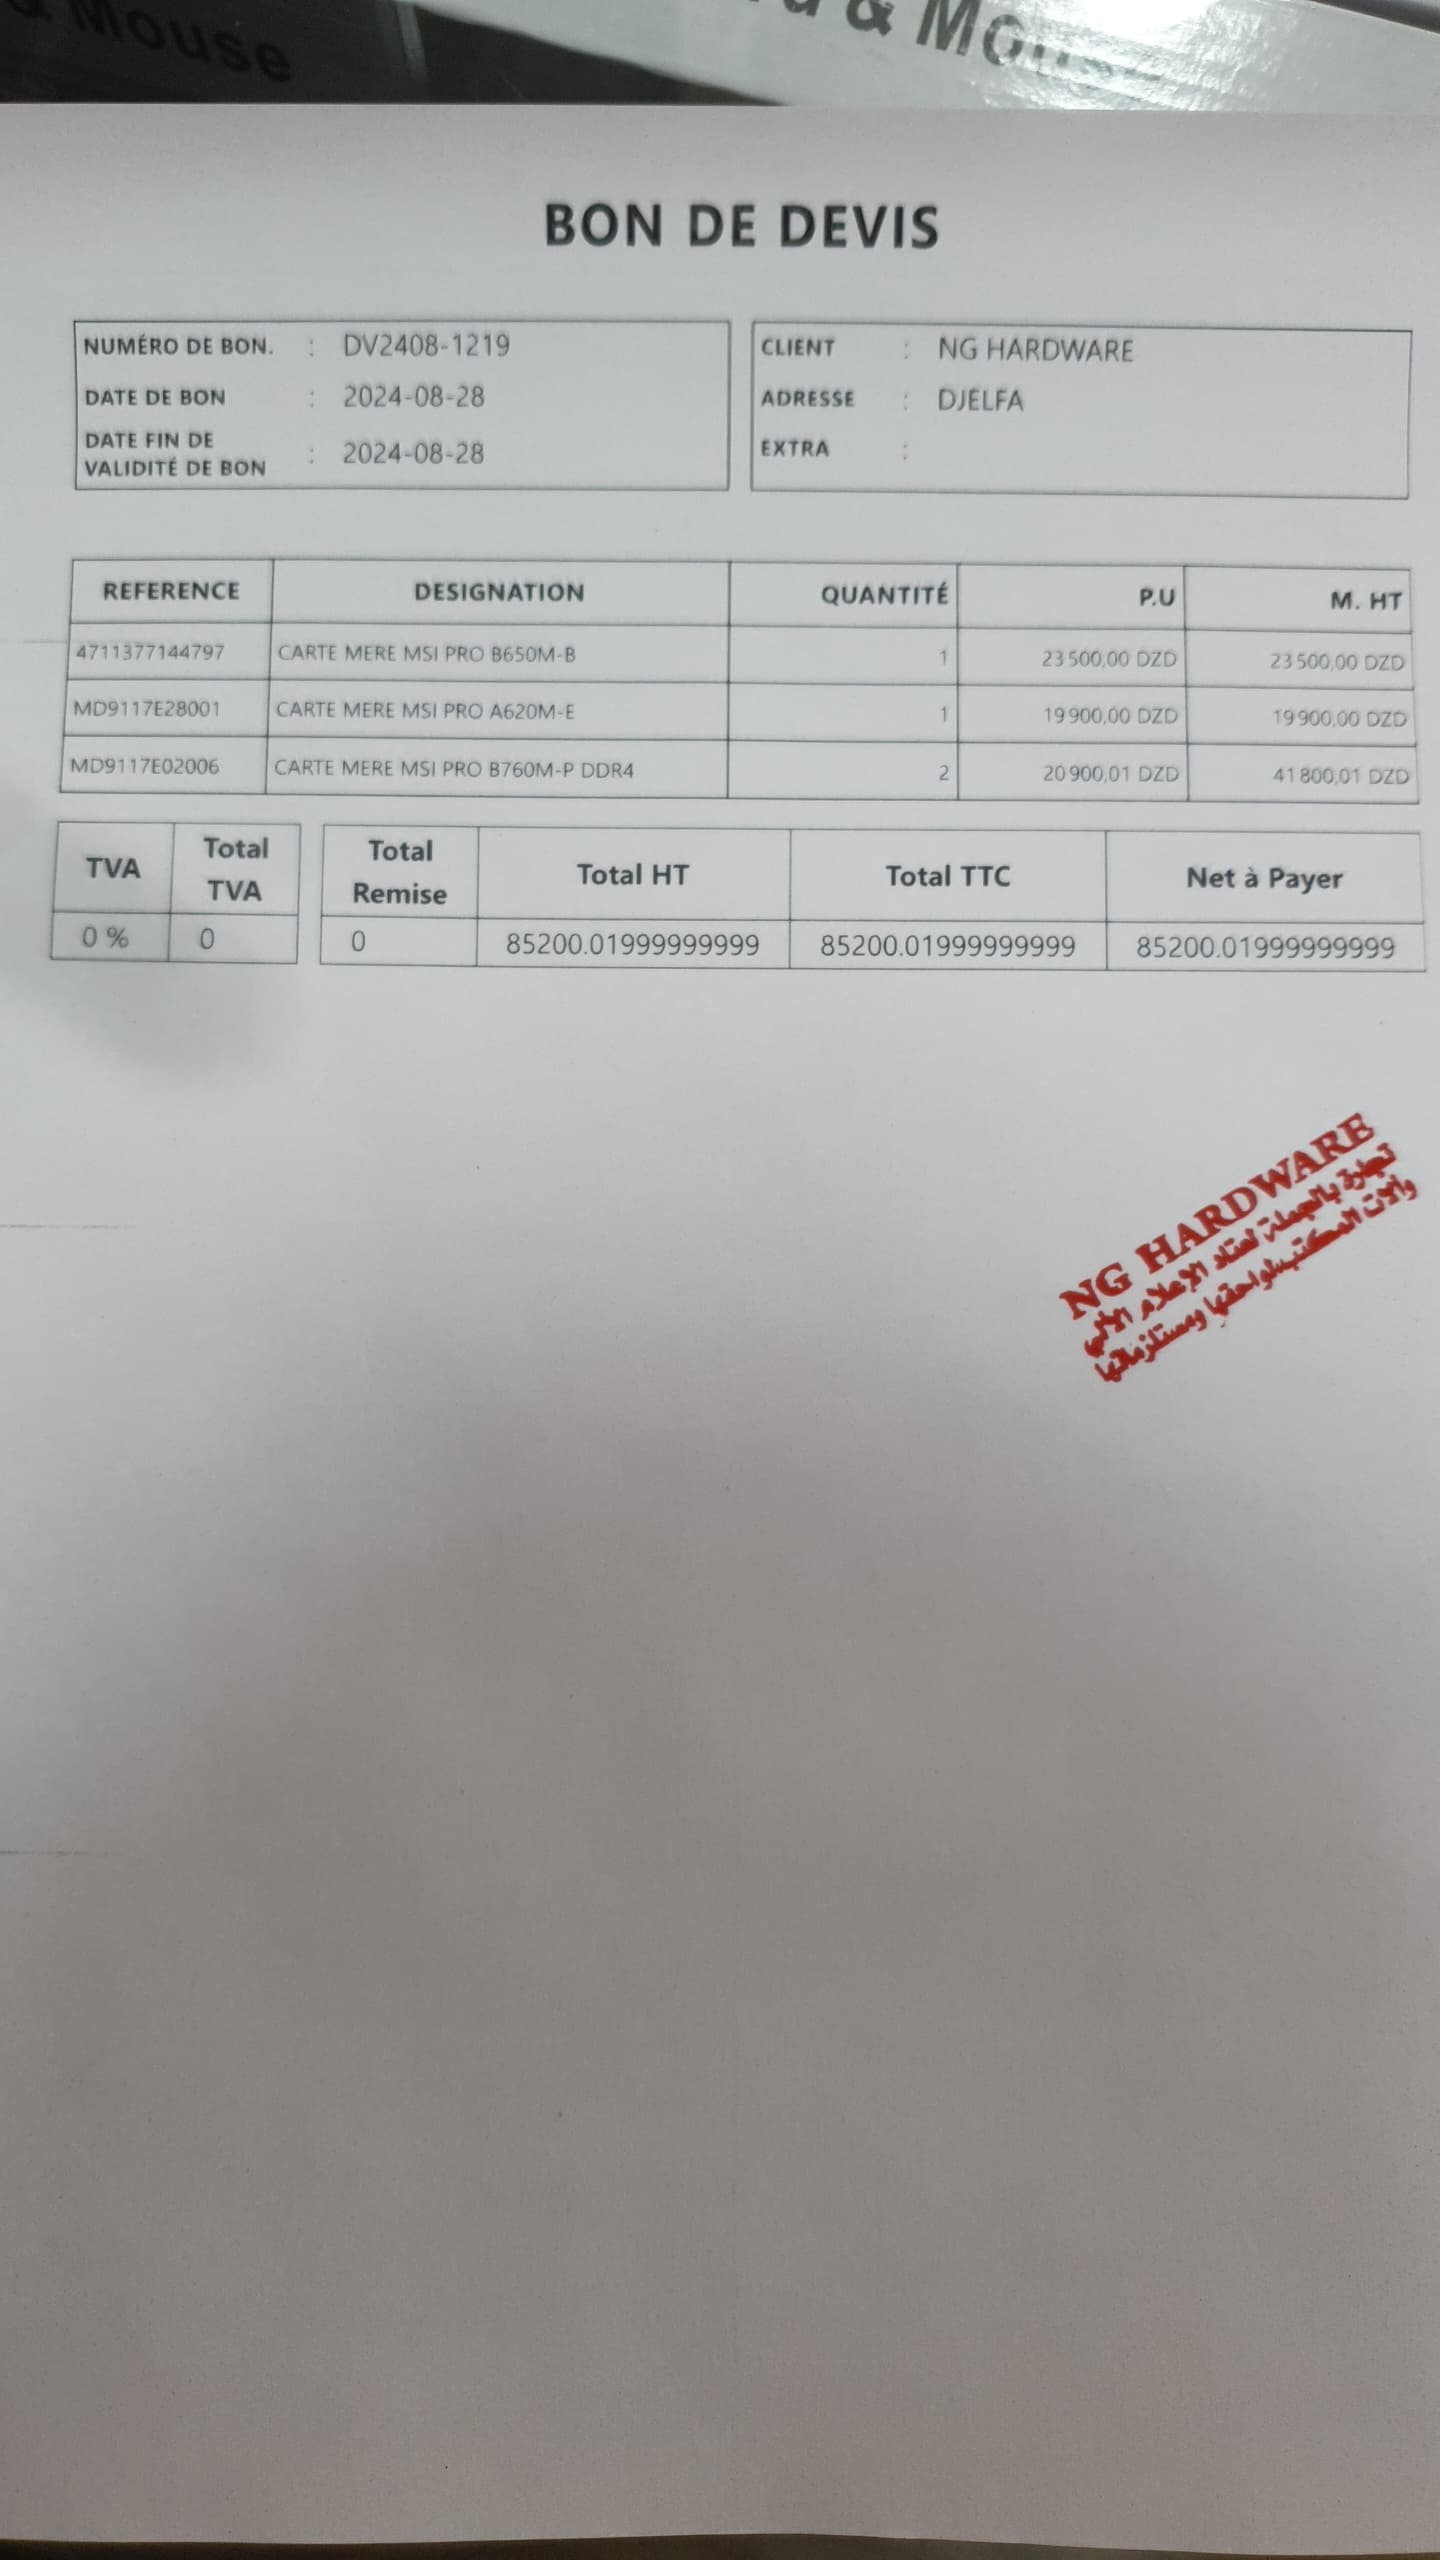 & Mouse
& Mouse
BON DE DEVIS
NUMÉRO DE BON. : DV2408-1219
DATE DE BON : 2024-08-28
DATE FIN DE
VALIDITÉ DE BON : 2024-08-28
CLIENT : NG HARDWARE
ADRESSE : DJELFA
EXTRA :
REFERENCE DESIGNATION QUANTITÉ P.U M. HT
4711377144797 CARTE MERE MSI PRO B650M-B 1 23 500,00 DZD 23 500,00 DZD
MD9117E28001 CARTE MERE MSI PRO A620M-E 1 19 900,00 DZD 19 900,00 DZD
MD9117E02006 CARTE MERE MSI PRO B760M-P DDR4 2 20 900,01 DZD 41 800,01 DZD
TVA Total TVA
0 % 0
Total Remise Total HT Total TTC Net à Payer
0 85200.01999999999 85200.01999999999 85200.01999999999
NG HARDWARE
تجارة بالجملة لعتاد الإعلام الآلي
وآلات المكتب لواحقها ومستلزماتها